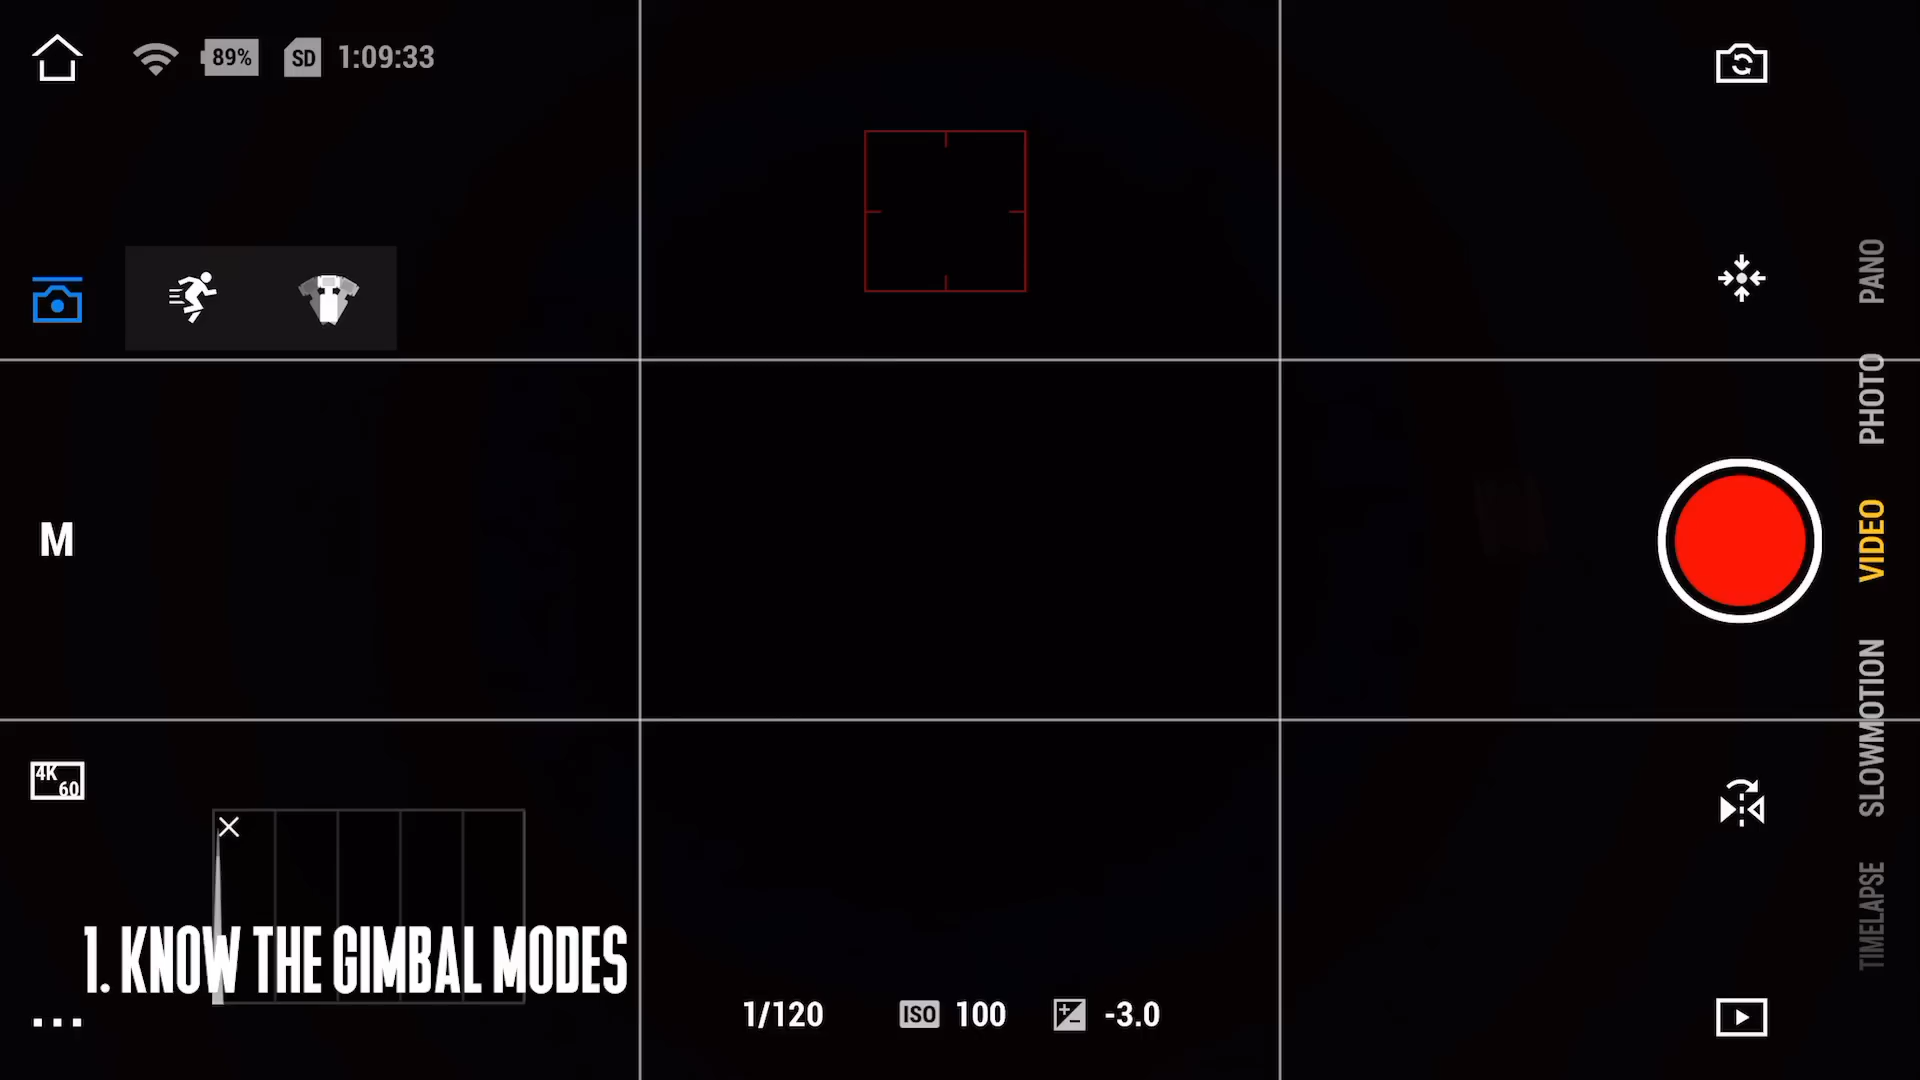 89% SD 1:09:33
PANO
PHOTO
M
VIDEO
SLOWMOTION
4K
60
TIMELAPSE
1. KNOW THE GIMBAL MODES
1/120 ISO 100 -3.0